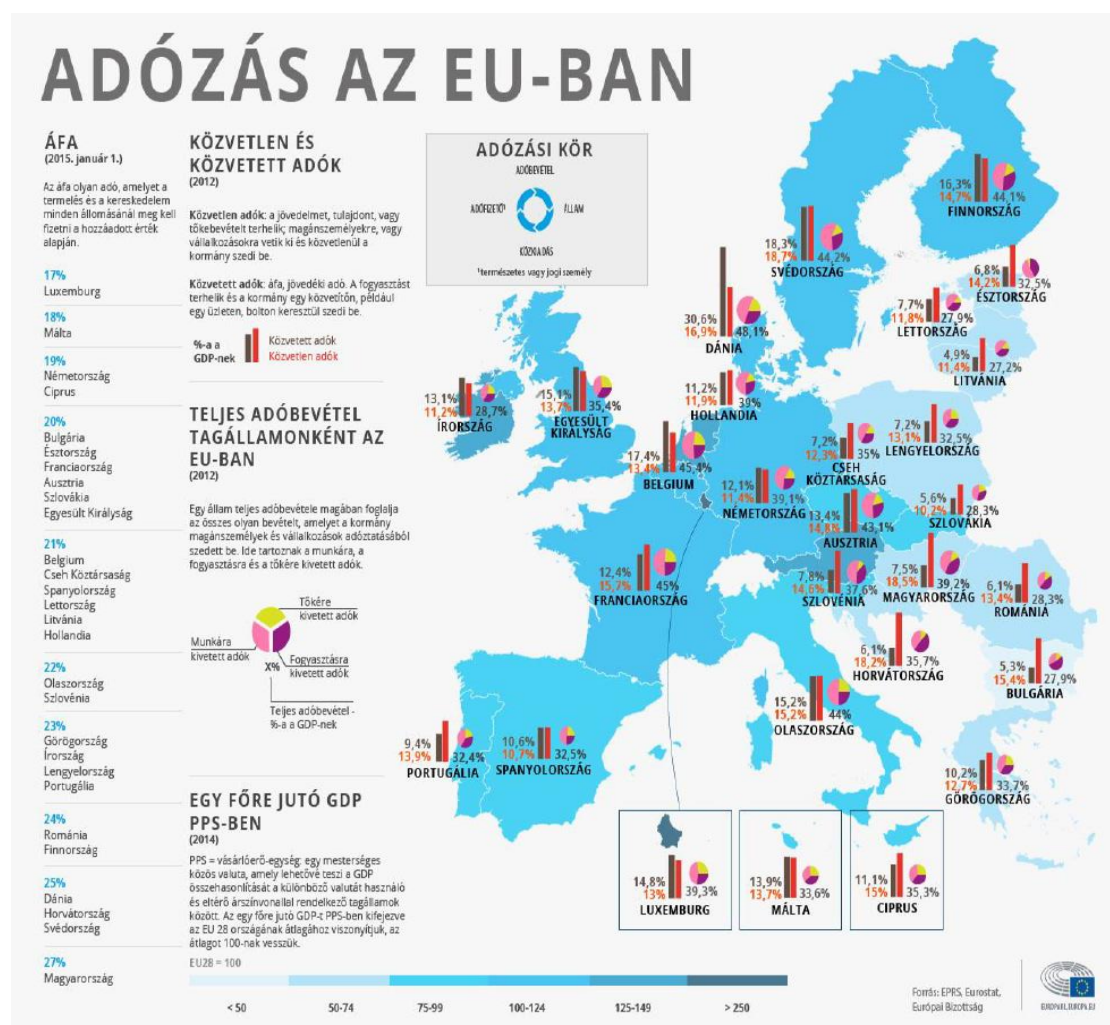 ADÓZÁS AZ EU-BAN
ÁFA
(2015. január 1.)
Az áfa olyan adó, amelyet a
termelés és a kereskedelem
minden állomásánál meg kell
fizetni a hozzáadott érték
alapján.
17%
Luxemburg
18%
Málta
19%
Németország
Ciprus
20%
Bulgária
Észtország
Franciaország
Ausztria
Szlovákia
Egyesült Királyság
21%
Belgium
Cseh Köztársaság
Spanyolország
Lettország
Litvánia
Hollandia
22%
Olaszország
Szlovénia
23%
Görögország
Írország
Lengyelország
Portugália
24%
Románia
Finnország
25%
Dánia
Horvátország
Svédország
27%
Magyarország
KÖZVETLEN ÉS
KÖZVETETT ADÓK
(2012)
Közvetlen adók: a jövedelmet, tulajdont, vagy
tőkebevételt terhelik; magánszemélyekre, vagy
vállalkozásokra vetik ki és közvetlenül a
kormány szedi be.
Közvetett adók: áfa, jövedéki adó. A fogyasztást
terhelik és a kormány egy közvetítőn, például
egy üzleten, bolton keresztül szedi be.
%-a a
GDP-nek
Közvetett adók
Közvetlen adók
TELJES ADÓBEVÉTEL
TAGÁLLAMONKÉNT AZ
EU-BAN
(2012)
Egy állam teljes adóbevétele magában foglalja
az összes olyan bevételt, amelyet a kormány
magánszemélyek és vállalkozások adóztatásából
szedett be. Ide tartoznak a munkára, a
fogyasztásra és a tőkére kivetett adók.
Tőkére
kivetett adók
Munkára
kivetett adók
Fogyasztásra
kivetett adók
X%
Teljes adóbevétel -
%-a a GDP-nek
EGY FŐRE JUTÓ GDP
PPS-BEN
(2014)
PPS = vásárlóerő-egység: egy mesterséges
közös valuta, amely lehetővé teszi a GDP
összehasonlítását a különböző valutát használó
és eltérő árszínvonallal rendelkező tagállamok
között. Az egy főre jutó GDP-t PPS-ben kifejezve
az EU 28 országának átlagához viszonyítjuk, az
átlagot 100-nak vesszük.
EU28 = 100
< 50
50-74
75-99
100-124
125-149
> 250
ADÓZÁSI KÖR
ADÓBEVÉTEL
ADÓFIZETŐ¹
ÁLLAM
KÖZKIADÁS
¹természetes vagy jogi személy
16,3%
14,7%
44,1%
FINNORSZÁG
18,3%
18,7%
44,2%
SVÉDORSZÁG
6,8%
14,2%
32,5%
ÉSZTORSZÁG
7,7%
11,8%
27,9%
LETTORSZÁG
4,9%
11,4%
27,2%
LITVÁNIA
30,6%
16,9%
48,1%
DÁNIA
11,2%
11,9%
39%
HOLLANDIA
13,1%
11,2%
28,7%
ÍRORSZÁG
15,1%
13,7%
35,4%
EGYESÜLT
KIRÁLYSÁG
17,4%
13,4%
45,4%
BELGIUM
12,1%
11,4%
39,1%
NÉMETORSZÁG
7,2%
12,3%
35%
CSEH
KÖZTÁRSASÁG
7,2%
13,1%
32,5%
LENGYELORSZÁG
5,6%
10,2%
28,3%
SZLOVÁKIA
13,4%
14,8%
43,1%
AUSZTRIA
12,4%
15,7%
45%
FRANCIAORSZÁG
7,8%
14,6%
37,6%
SZLOVÉNIA
7,5%
18,5%
39,2%
MAGYARORSZÁG
6,1%
13,4%
28,3%
ROMÁNIA
6,1%
18,2%
35,7%
HORVÁTORSZÁG
5,3%
15,4%
27,9%
BULGÁRIA
15,2%
15,2%
44%
OLASZORSZÁG
9,4%
13,9%
32,4%
PORTUGÁLIA
10,6%
10,7%
32,5%
SPANYOLORSZÁG
10,2%
12,7%
33,7%
GÖRÖGORSZÁG
14,8%
13%
39,3%
LUXEMBURG
13,9%
13,7%
33,6%
MÁLTA
11,1%
15%
35,3%
CIPRUS
Forrás: EPRS, Eurostat,
Európai Bizottság
EUROPARL.EUROPA.EU